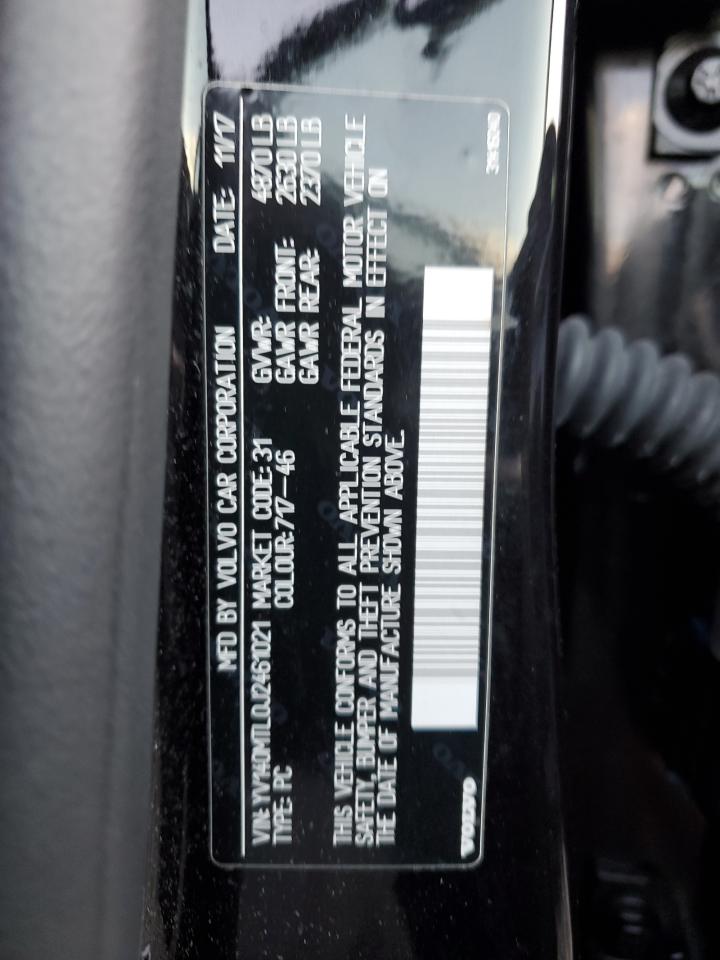 MFD BY VOLVO CAR CORPORATION DATE: 11/17
VIN: YV140MTL0J2461021 MARKET CODE: 31 GVWR: 4870 LB
TYPE: PC COLOUR: 717-46 GAWR FRONT: 2630 LB
GAWR REAR: 2370 LB
THIS VEHICLE CONFORMS TO ALL APPLICABLE FEDERAL MOTOR VEHICLE
SAFETY, BUMPER AND THEFT PREVENTION STANDARDS IN EFFECT ON
THE DATE OF MANUFACTURE SHOWN ABOVE.
VOLVO